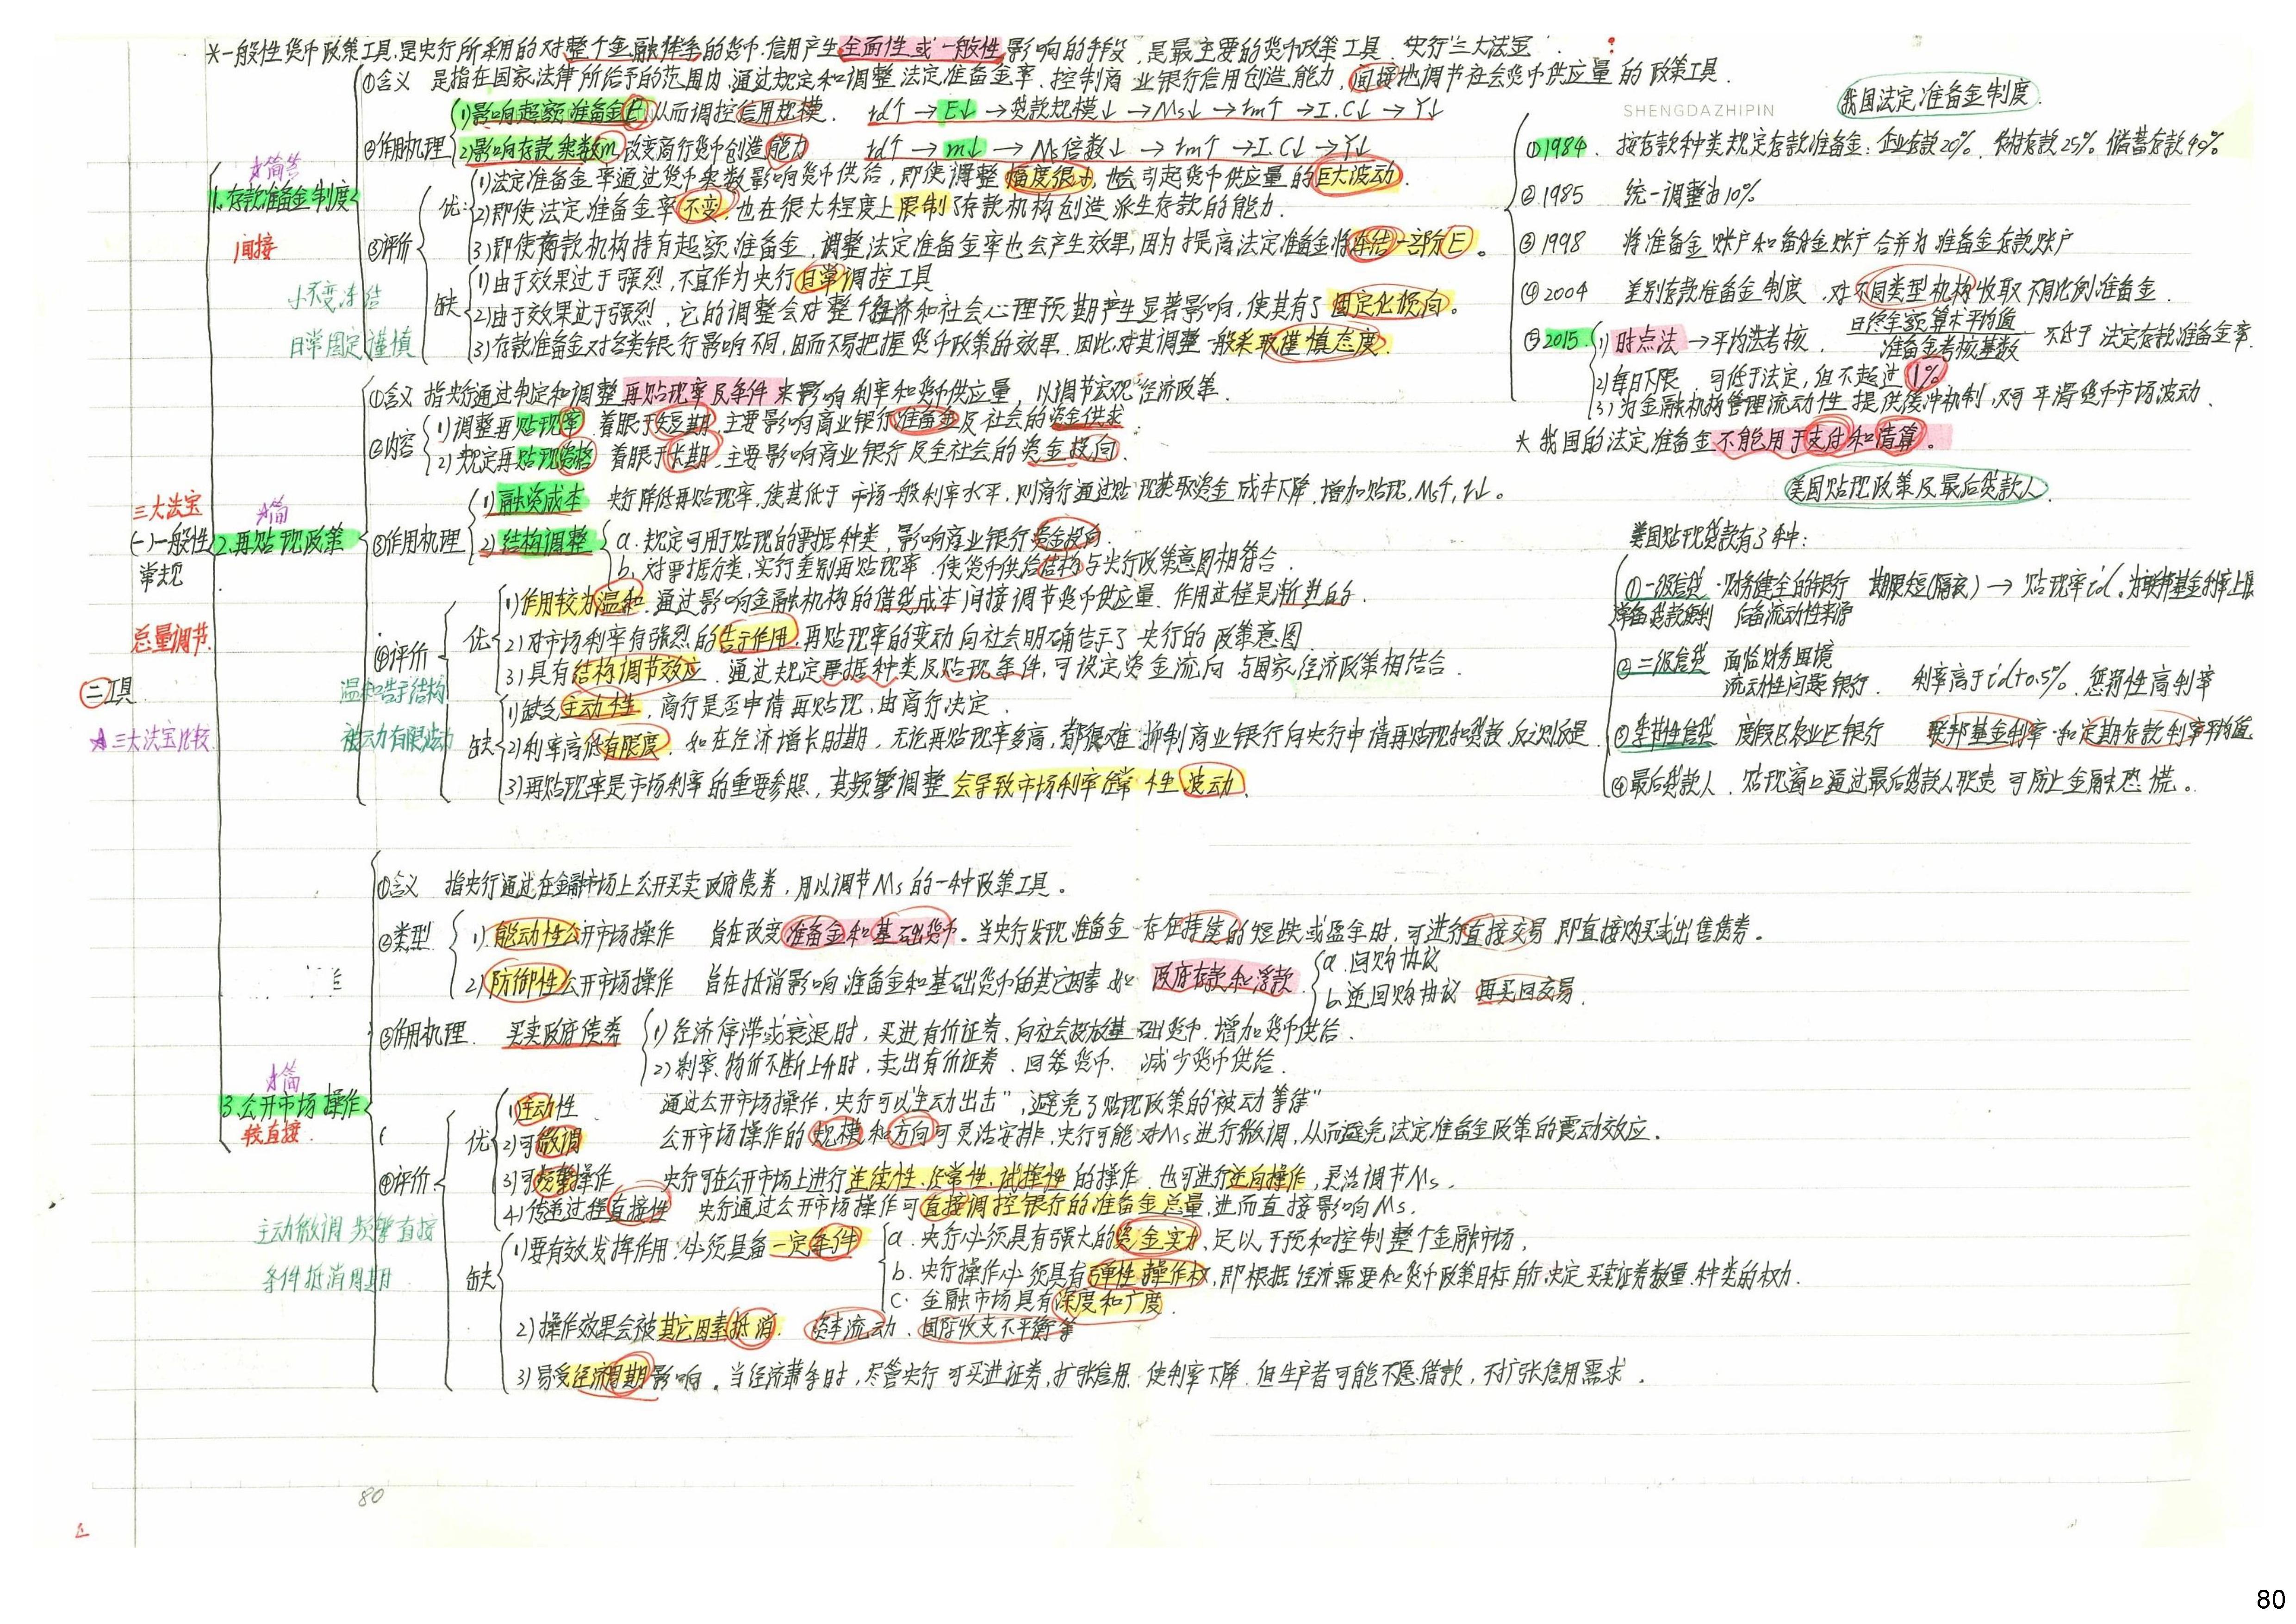 *一般性货币政策工具,是央行所采用的对整个金融体系的货币.信用产生全面性或一般性影响的手段,是最主要的货币政策工具. 央行"三大法宝".
①含义 是指在国家法律所给予的范围内.通过规定和调整法定准备金率.控制商业银行信用创造能力,间接地调节社会货币供应量的政策工具.
②作用机理
1)影响超额准备金E,从而调控信用规模. rd↑→E↓→贷款规模↓→Ms↓→rm↑→I.C↓→Y↓
2)影响存款乘数m,改变商行货币创造能力 rd↑→m↓→Ms倍数↓→rm↑→I.C↓→Y↓
☆简答
1.存款准备金制度
间接
③评价
优:
1)法定准备金率通过货币乘数影响货币供给,即使调整幅度很小,也会引起货币供应量的巨大波动.
2)即使法定准备金率不变,也在很大程度上限制了存款机构创造派生存款的能力.
3)即使存款机构持有超额准备金,调整法定准备金率也会产生效果,因为提高法定准备金将冻结一部分E。
缺
1)由于效果过于强烈,不宜作为央行日常调控工具
2)由于效果过于强烈,它的调整会对整个经济和社会心理预期产生显著影响,使其有了固定化倾向。
3)存款准备金对各类银行影响不同,因而不易把握货币政策的效果.因此对其调整一般采取谨慎态度.
小不变冻结
日常固定谨慎
SHENGDAZHIPIN
我国法定准备金制度.
①1984. 按存款种类规定存款准备金:企业存款20%. 农村存款25% 储蓄存款40%
②1985 统一调整为10%
③1998 将准备金账户和备付金账户合并为准备金存款账户
④2004 差别存款准备金制度.对不同类型机构收取不同比例准备金.
⑤2015
1)时点法→平均法考核. 日终余额算术平均值/准备金考核基数 不低于法定存款准备金率.
2)每日下限 可低于法定,但不超过1%
3)为金融机构管理流动性提供缓冲机制,又可平滑货币市场波动.
*我国的法定准备金不能用于支付和清算。
三大法宝
(一)一般性
常规
总量调节.
二工具
☆三大法宝比较
☆简
2.再贴现政策
①含义 指央行通过制定和调整再贴现率及条件来影响利率和货币供应量,以调节宏观经济政策.
②内容
1)调整再贴现率 着眼于短期,主要影响商业银行准备金及社会的资金供求
2)规定再贴现资格 着眼于长期,主要影响商业银行及全社会的资金投向.
③作用机理
1)融资成本 央行降低再贴现率,使其低于市场一般利率水平,则商行通过贴现获取资金成本下降,增加贴现,Ms↑,r↓。
2)结构调整
a.规定可用于贴现的票据种类,影响商业银行资金投向.
b.对票据分类,实行差别再贴现率.使货币供给结构与央行政策意图相符合.
④评价
优
1)作用较为温和.通过影响金融机构的借贷成本间接调节货币供应量.作用过程是渐进的.
2)对市场利率有强烈的告示作用.再贴现率的变动向社会明确告示了央行的政策意图
3)具有结构调节效应.通过规定票据种类及贴现条件,可设定资金流向与国家经济政策相结合.
缺
1)缺乏主动性,商行是否申请再贴现,由商行决定.
2)利率高低有限度.如在经济增长时期,无论再贴现率多高,都很难抑制商业银行向央行申请再贴现和贷款,反之则反是.
3)再贴现率是市场利率的重要参照,其频繁调整会导致市场利率经常性波动.
温和告示结构
被动有限波动
美国贴现政策及最后贷款人.
美国贴现贷款有3种:
①一级信贷·财务健全的银行 期限短(隔夜)→贴现率id.为联邦基金利率上限
常备贷款便利 后备流动性来源
②二级信贷 面临财务困境 流动性问题银行. 利率高于id+0.5%.惩罚性高利率
③季节性信贷 度假区农业区银行 联邦基金利率和定期存款利率平均值
④最后贷款人. 贴现窗口通过最后贷款人职责可防止金融恐慌。
①含义 指央行通过在金融市场上公开买卖政府债券,用以调节Ms的一种政策工具。
②类型
1).能动性公开市场操作 旨在改变准备金和基础货币。当央行发现准备金存在持续的短缺或盈余时,可进行直接交易即直接购买或出售债券。
2)防御性公开市场操作 旨在抵消影响准备金和基础货币的其它因素 如 政府存款和浮款
a.回购协议
b.逆回购协议 再买回交易.
③作用机理. 买卖政府债券
1)经济停滞或衰退时,买进有价证券.向社会投放基础货币.增加货币供给.
2)利率.物价不断上升时,卖出有价证券.回笼货币. 减少货币供给.
☆简
3.公开市场操作
较直接.
④评价
优
1)主动性 通过公开市场操作,央行可以"主动出击",避免了贴现政策的"被动等待"
2)可微调 公开市场操作的规模和方向可灵活安排,央行可能对Ms进行微调,从而避免法定准备金政策的震动效应.
3)可频繁操作 央行可在公开市场上进行连续性.经常性.试探性的操作.也可进行逆向操作,灵活调节Ms.
4)传递过程直接性 央行通过公开市场操作可直接调控银行的准备金总量,进而直接影响Ms.
缺
1)要有效发挥作用.必须具备一定条件
a.央行必须具有强大的资金实力,足以干预和控制整个金融市场.
b.央行操作必须具有弹性操作权,即根据经济需要和货币政策目标自行决定买卖证券数量.种类的权力.
c.金融市场具有深度和广度.
2)操作效果会被其它因素抵消. 资本流动、国际收支不平衡等
3)易受经济周期影响.当经济萧条时,尽管央行可买进证券,扩张信用.使利率下降.但生产者可能不愿借款,不扩张信用需求.
主动微调 频繁直接
条件抵消周期
80
80